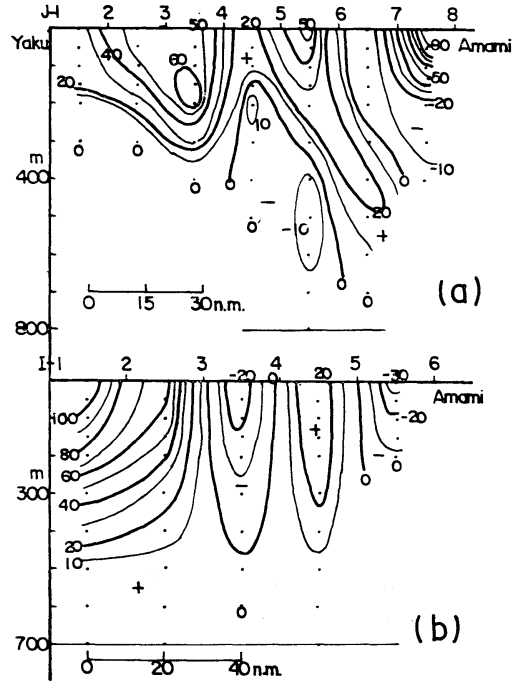 J-1 2 3 50 4 20 5 50 6 7 8
Yaku Amami
40 60 + 80
20 50
20
10 −
0 0 −10
m
400 0 0 0
− 20
−10 0 +
0
0
0 15 30 n.m. (a)
800
I-1 2 3 −20 4 0 5 20 −30 6
Amami
100 + −20
80 −
60 − 0 0
m
300
40
20
10
+
0
(b)
700
0 20 40 n.m.